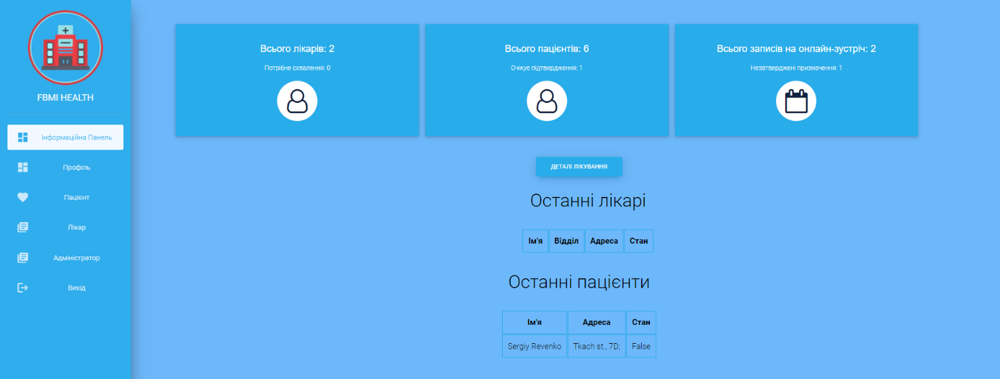 FBMI HEALTH
Інформаційна Панель
Профіль
Пацієнт
Лікар
Адміністратор
Вихід
Всього лікарів: 2
Потрібне схвалення: 0
Всього пацієнтів: 6
Очікує підтвердження: 1
Всього записів на онлайн-зустріч: 2
Незатверджені призначення: 1
ДЕТАЛІ ЛІКУВАННЯ
Останні лікарі
Ім'я Відділ Адреса Стан
Останні пацієнти
Ім'я Адреса Стан
Sergiy Revenko Tkach st., 7D; False